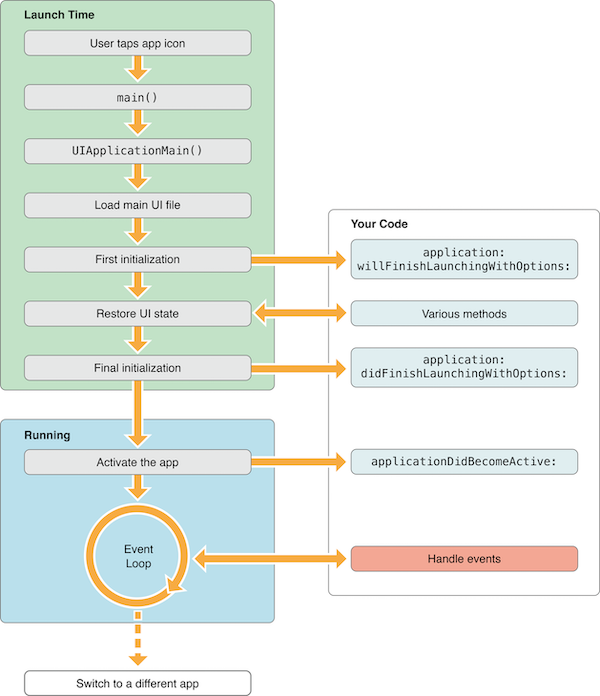 Launch Time
User taps app icon
main()
UIApplicationMain()
Load main UI file
First initialization
Restore UI state
Final initialization
Your Code
application:
willFinishLaunchingWithOptions:
Various methods
application:
didFinishLaunchingWithOptions:
Running
Activate the app
applicationDidBecomeActive:
Event
Loop
Handle events
Switch to a different app